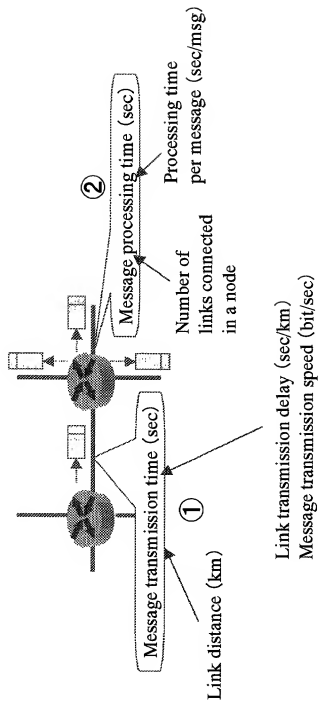 ②
Message processing time (sec)
Number of
links connected
in a node
Processing time
per message (sec/msg)
Message transmission time (sec)
①
Link distance (km)
Link transmission delay (sec/km)
Message transmission speed (bit/sec)